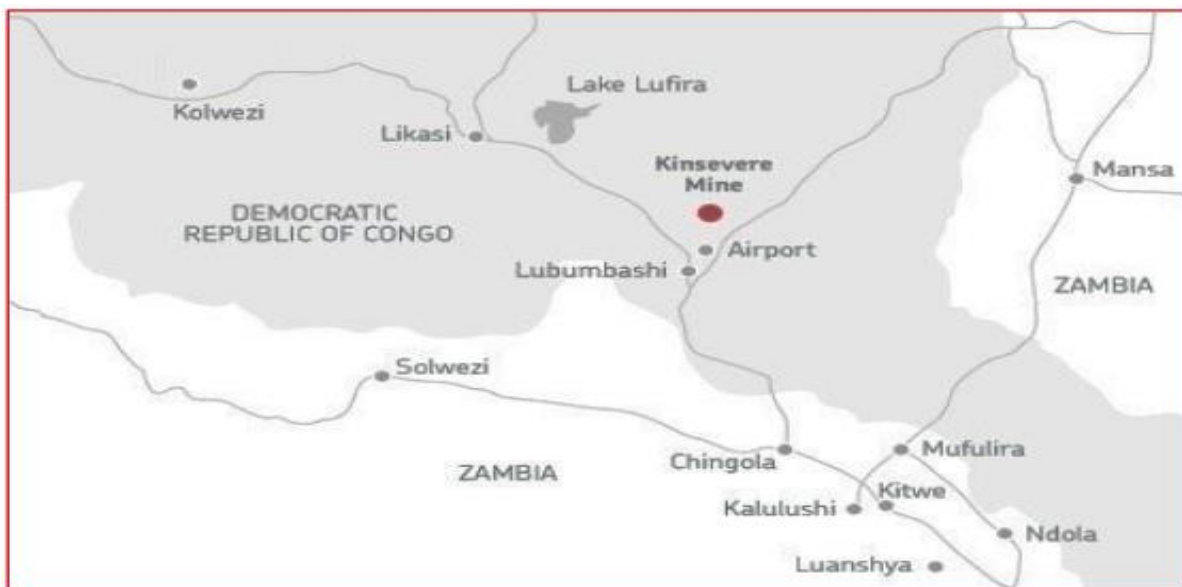 Lake Lufira
Kolwezi
Likasi
Kinsevere
Mine
Mansa
DEMOCRATIC
REPUBLIC OF CONGO
Airport
Lubumbashi
ZAMBIA
Solwezi
Mufulira
Chingola
ZAMBIA
Kitwe
Kalulushi
Ndola
Luanshya